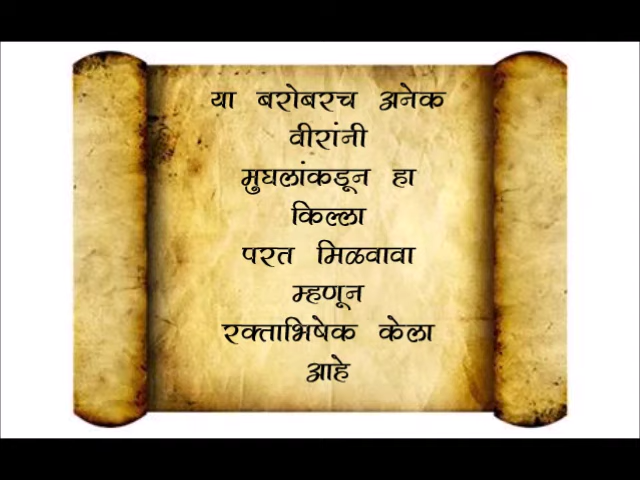 या बरोबरच अनेक
वीरांनी
मुघलांकडून हा
किल्ला
परत मिळवावा
म्हणून
रक्ताभिषेक केला
आहे